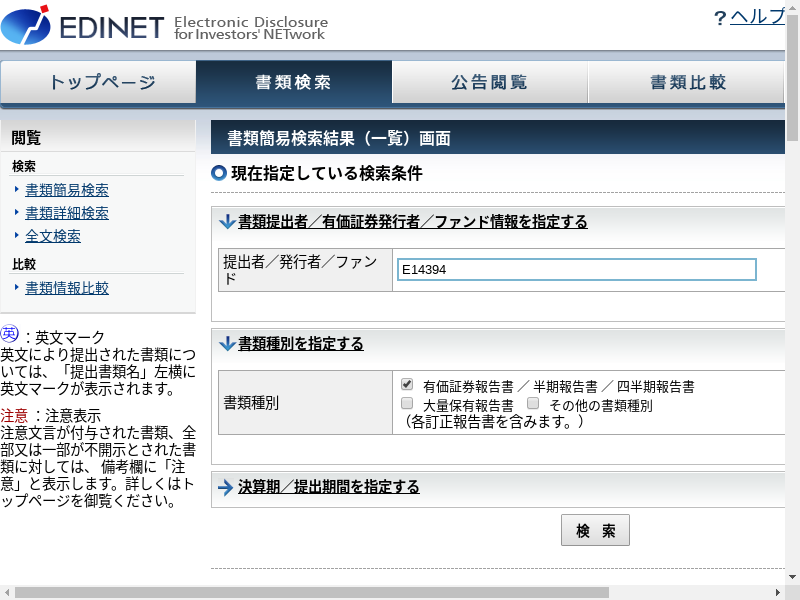 EDINET Electronic Disclosure
for Investors' NETwork
? ヘルプ
トップページ 書類検索 公告閲覧 書類比較
閲覧
検索
書類簡易検索
書類詳細検索
全文検索
比較
書類情報比較
英 ：英文マーク
英文により提出された書類につ
いては、「提出書類名」左横に
英文マークが表示されます。
注意 ：注意表示
注意文言が付与された書類、全
部又は一部が不開示とされた書
類に対しては、備考欄に「注
意」と表示します。詳しくはト
ップページを御覧ください。
書類簡易検索結果（一覧）画面
現在指定している検索条件
書類提出者／有価証券発行者／ファンド情報を指定する
提出者／発行者／ファン
ド
E14394
書類種別を指定する
書類種別
有価証券報告書 ／ 半期報告書 ／ 四半期報告書
大量保有報告書 その他の書類種別
（各訂正報告書を含みます。）
決算期／提出期間を指定する
検 索